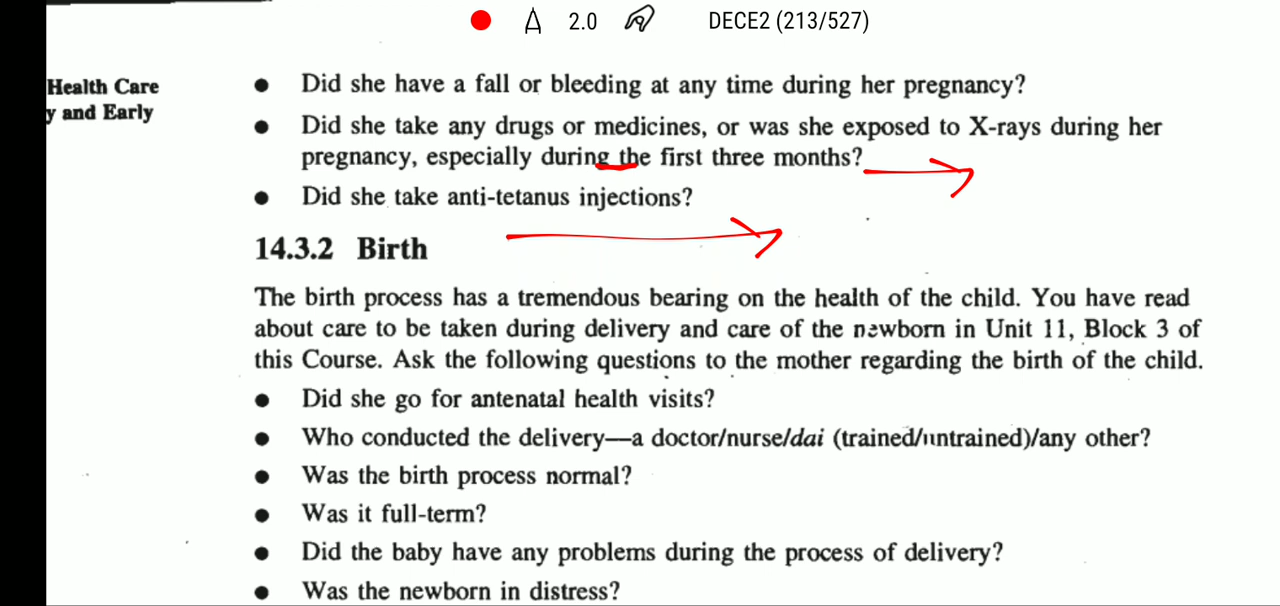 2.0 DECE2 (213/527)
Health Care
y and Early
● Did she have a fall or bleeding at any time during her pregnancy?
● Did she take any drugs or medicines, or was she exposed to X-rays during her
pregnancy, especially during the first three months?
● Did she take anti-tetanus injections?
14.3.2 Birth
The birth process has a tremendous bearing on the health of the child. You have read
about care to be taken during delivery and care of the newborn in Unit 11, Block 3 of
this Course. Ask the following questions to the mother regarding the birth of the child.
● Did she go for antenatal health visits?
● Who conducted the delivery—a doctor/nurse/dai (trained/untrained)/any other?
● Was the birth process normal?
● Was it full-term?
● Did the baby have any problems during the process of delivery?
● Was the newborn in distress?